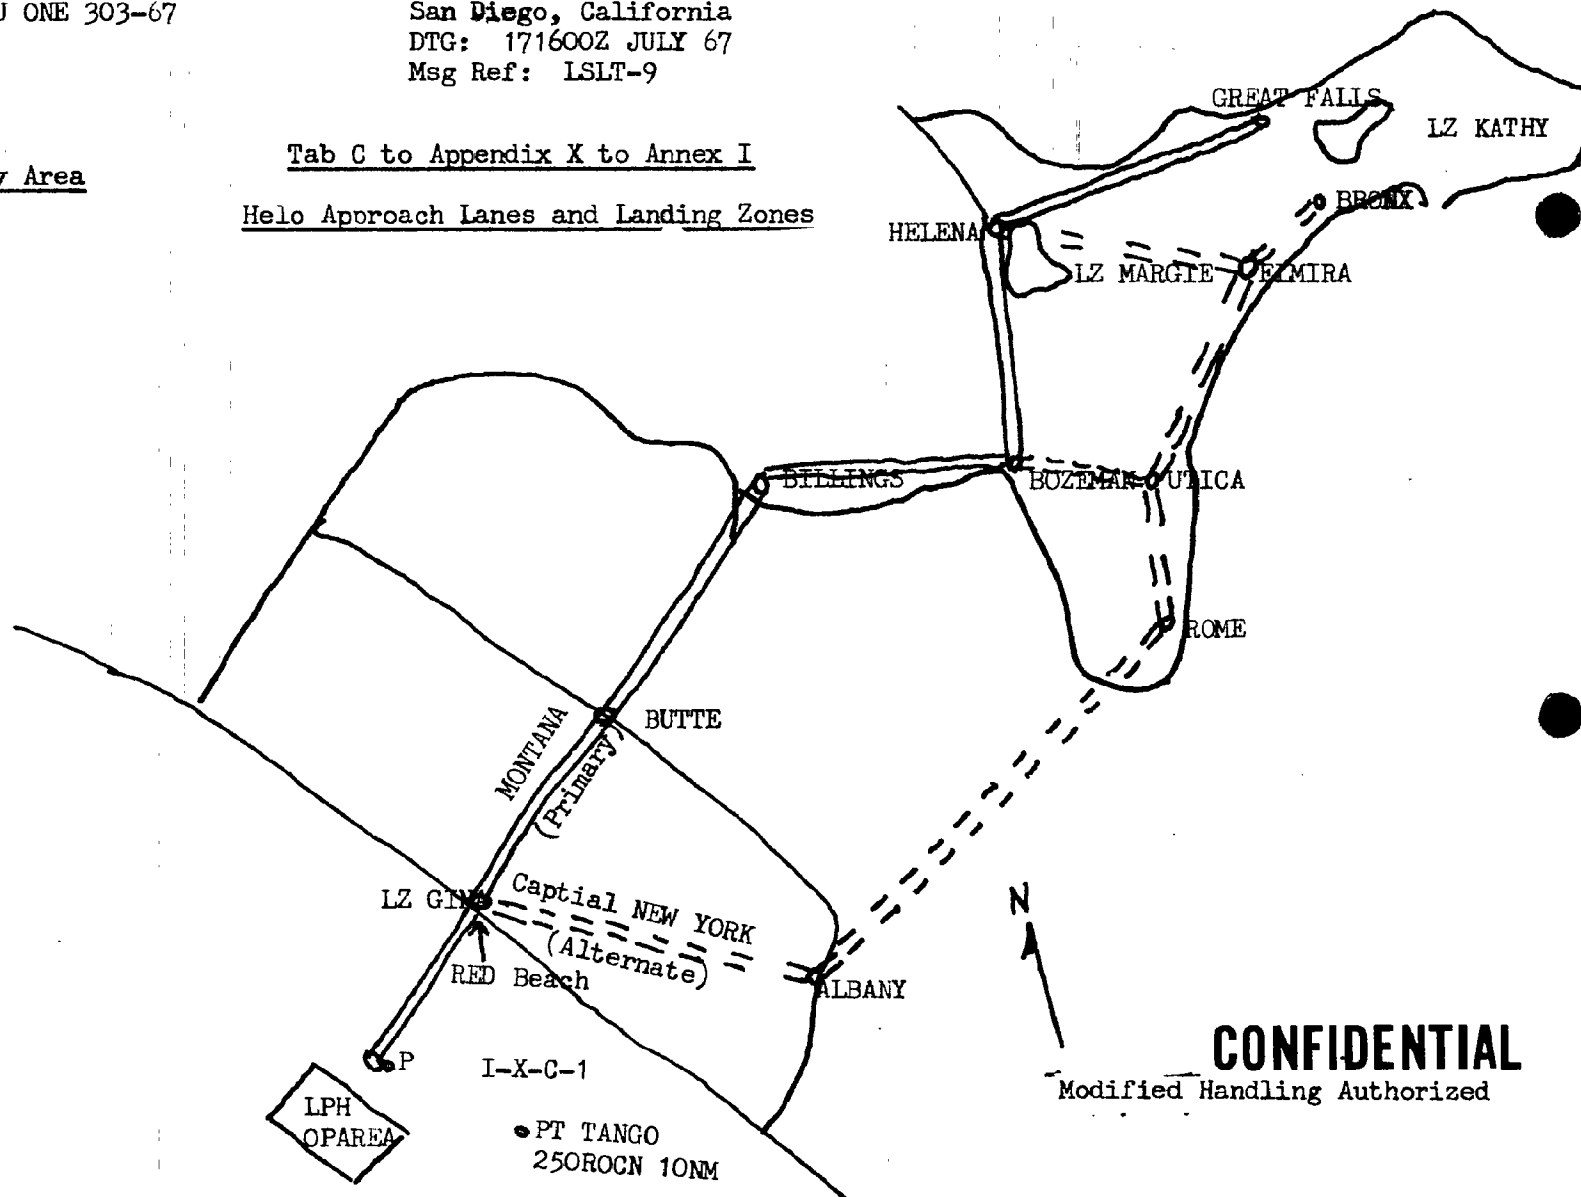 J ONE 303-67
San Diego, California
DTG: 171600Z JULY 67
Msg Ref: LSLT-9
Tab C to Appendix X to Annex I
y Area
Helo Approach Lanes and Landing Zones
GREAT FALLS
LZ KATHY
BRONX
HELENA
LZ MARGIE
ELMIRA
BILLINGS
BOZEMAN
UTICA
ROME
MONTANA
(Primary)
BUTTE
LZ GINA
Captial NEW YORK
(Alternate)
RED Beach
ALBANY
N
P
I-X-C-1
LPH
OPAREA
PT TANGO
250ROCN 10NM
CONFIDENTIAL
Modified Handling Authorized